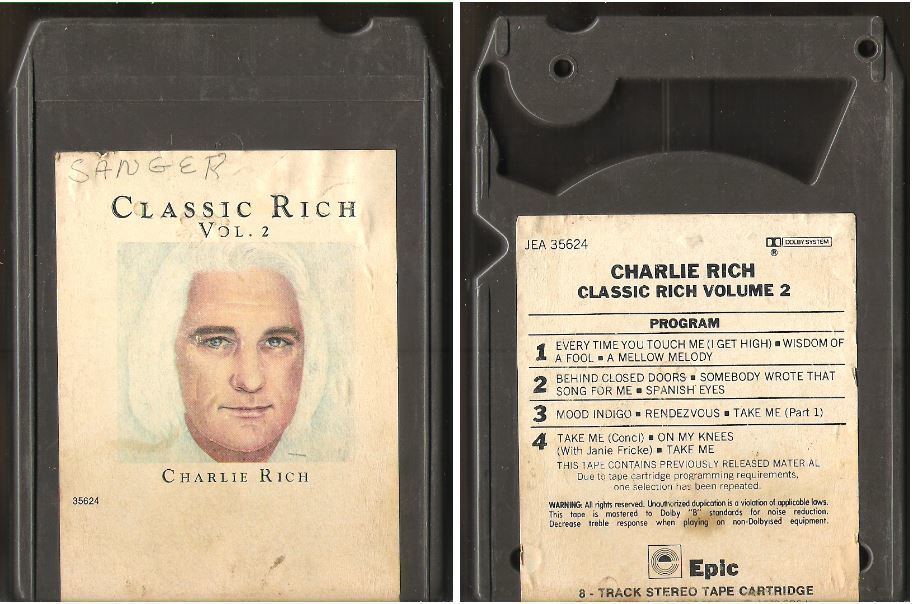 SANGER
CLASSIC RICH
VOL. 2
CHARLIE RICH
35624
JEA 35624
DOLBY SYSTEM
®
CHARLIE RICH
CLASSIC RICH VOLUME 2
PROGRAM
1 EVERY TIME YOU TOUCH ME (I GET HIGH) ■ WISDOM OF
A FOOL ■ A MELLOW MELODY
2 BEHIND CLOSED DOORS ■ SOMEBODY WROTE THAT
SONG FOR ME ■ SPANISH EYES
3 MOOD INDIGO ■ RENDEZVOUS ■ TAKE ME (Part 1)
4 TAKE ME (Concl) ■ ON MY KNEES
(With Janie Fricke) ■ TAKE ME
THIS TAPE CONTAINS PREVIOUSLY RELEASED MATERIAL
Due to tape cartridge programming requirements,
one selection has been repeated.
WARNING: All rights reserved. Unauthorized duplication is a violation of applicable laws.
This tape is mastered to Dolby "B" standards for noise reduction.
Decrease treble response when playing on non-Dolbyised equipment.
Epic
8 - TRACK STEREO TAPE CARTRIDGE